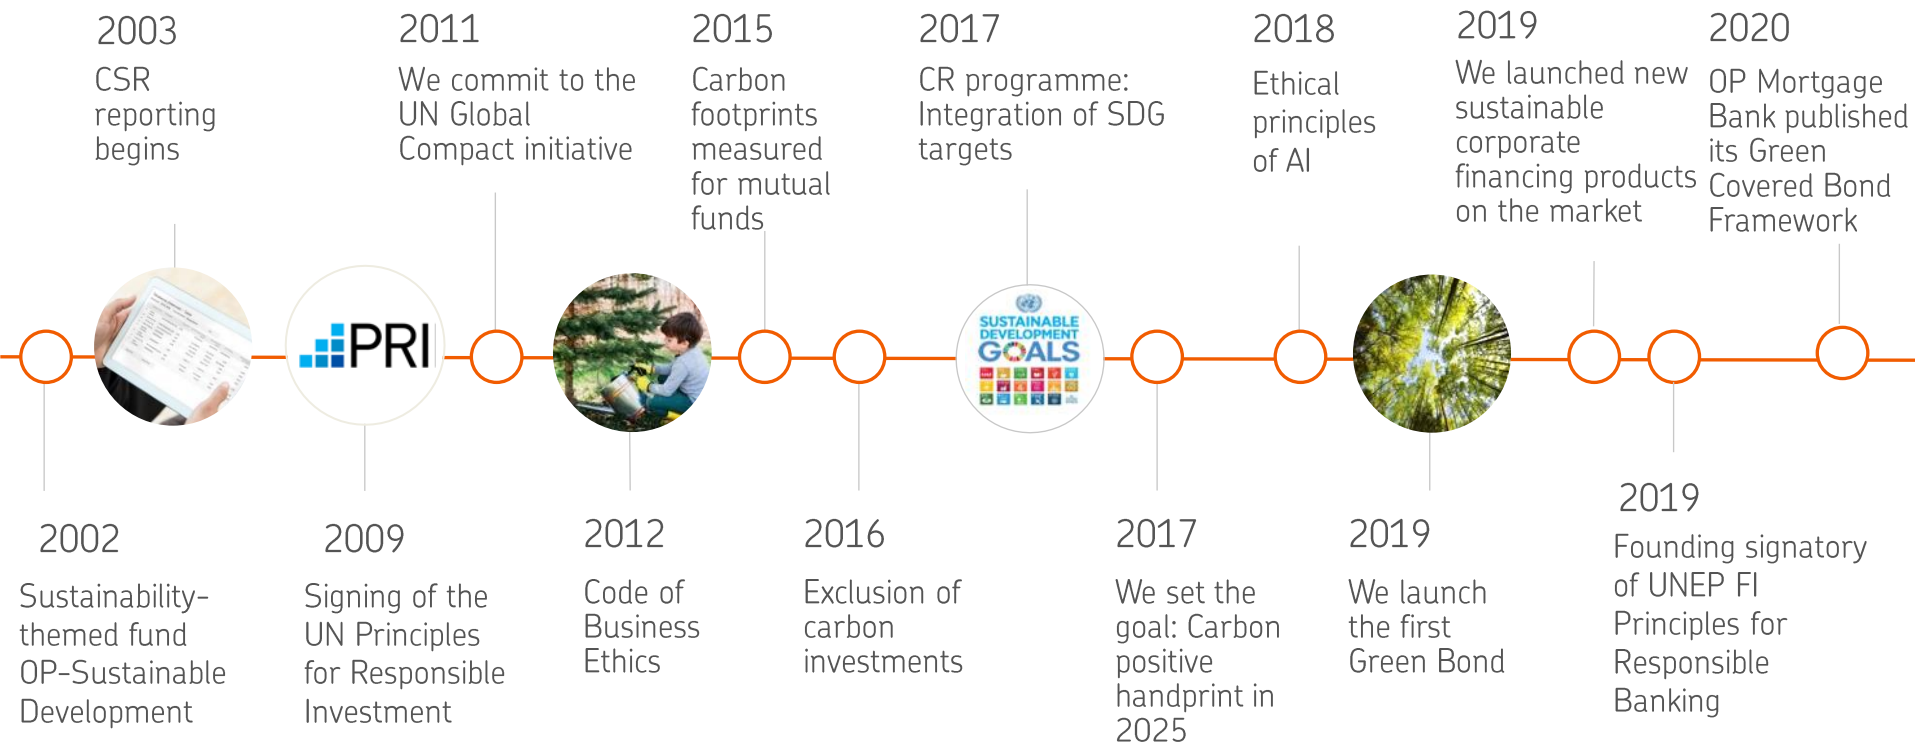 2003
CSR
reporting
begins
2011
We commit to the
UN Global
Compact initiative
2015
Carbon
footprints
measured
for mutual
funds
2017
CR programme:
Integration of SDG
targets
2018
Ethical
principles
of AI
2019
We launched new
sustainable
corporate
financing products
on the market
2020
OP Mortgage
Bank published
its Green
Covered Bond
Framework
PRI
SUSTAINABLE
DEVELOPMENT
GOALS
2002
Sustainability-
themed fund
OP-Sustainable
Development
2009
Signing of the
UN Principles
for Responsible
Investment
2012
Code of
Business
Ethics
2016
Exclusion of
carbon
investments
2017
We set the
goal: Carbon
positive
handprint in
2025
2019
We launch
the first
Green Bond
2019
Founding signatory
of UNEP FI
Principles for
Responsible
Banking